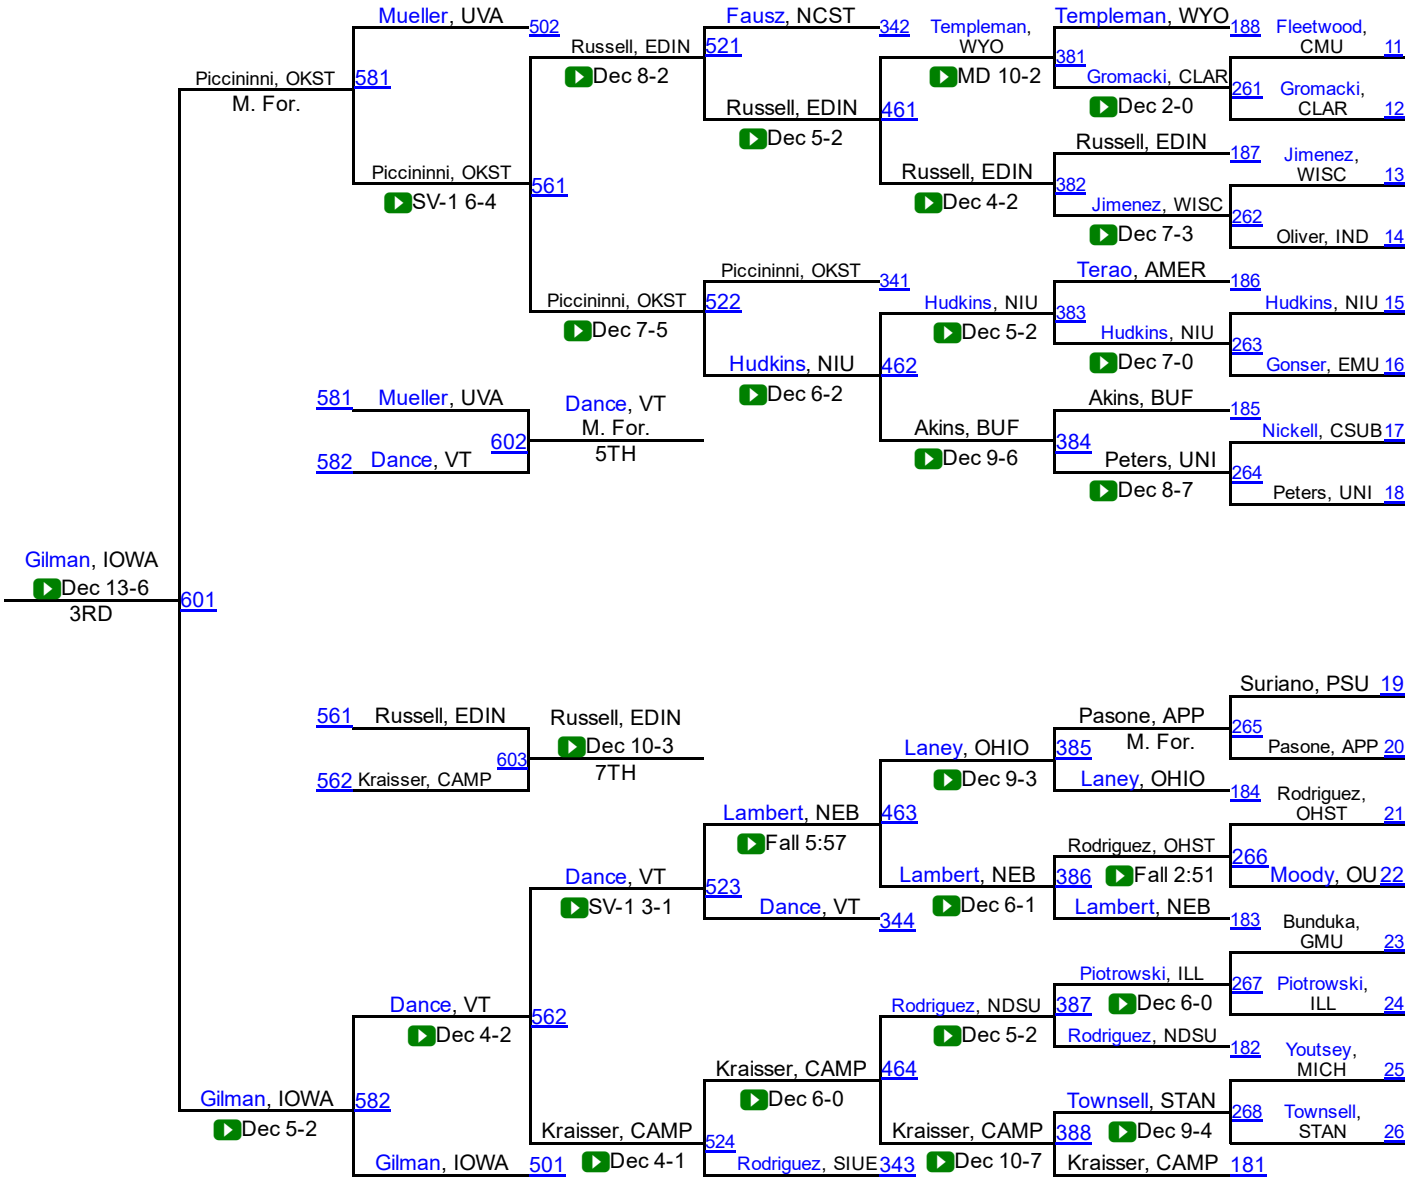 Mueller, UVA
502
Fausz, NCST
342
Templeman,
WYO
Templeman, WYO
188
Fleetwood,
CMU
11
Russell, EDIN
521
Dec 8-2
MD 10-2
381
Gromacki, CLAR
261
Gromacki,
CLAR
12
Dec 2-0
Piccininni, OKST
581
M. For.
Russell, EDIN
461
Dec 5-2
Russell, EDIN
187
Jimenez,
WISC
13
Piccininni, OKST
561
SV-1 6-4
Russell, EDIN
382
Dec 4-2
Jimenez, WISC
262
Dec 7-3
Oliver, IND
14
Piccininni, OKST
341
Terao, AMER
186
Piccininni, OKST
522
Dec 7-5
Hudkins, NIU
383
Dec 5-2
Hudkins, NIU
15
Hudkins, NIU
263
Dec 7-0
Gonser, EMU
16
Hudkins, NIU
462
Dec 6-2
581
Mueller, UVA
Dance, VT
M. For.
602
5TH
582
Dance, VT
Akins, BUF
185
Akins, BUF
384
Dec 9-6
Nickell, CSUB
17
Peters, UNI
264
Dec 8-7
Peters, UNI
18
Gilman, IOWA
Dec 13-6
601
3RD
Suriano, PSU
19
561
Russell, EDIN
Russell, EDIN
Dec 10-3
603
7TH
562
Kraisser, CAMP
Pasone, APP
265
M. For.
Pasone, APP
20
Laney, OHIO
385
Dec 9-3
Laney, OHIO
184
Rodriguez,
OHST
21
Lambert, NEB
463
Fall 5:57
Rodriguez, OHST
266
Fall 2:51
Moody, OU
22
Dance, VT
523
SV-1 3-1
Lambert, NEB
386
Dec 6-1
Dance, VT
344
Lambert, NEB
183
Bunduka,
GMU
23
Piotrowski, ILL
267
Dec 6-0
Piotrowski,
ILL
24
Dance, VT
562
Dec 4-2
Rodriguez, NDSU
387
Dec 5-2
Rodriguez, NDSU
182
Youtsey,
MICH
25
Kraisser, CAMP
464
Dec 6-0
Gilman, IOWA
582
Dec 5-2
Townsell, STAN
268
Dec 9-4
Townsell,
STAN
26
Kraisser, CAMP
524
Dec 4-1
Kraisser, CAMP
388
Dec 10-7
Gilman, IOWA
501
Rodriguez, SIUE
343
Kraisser, CAMP
181